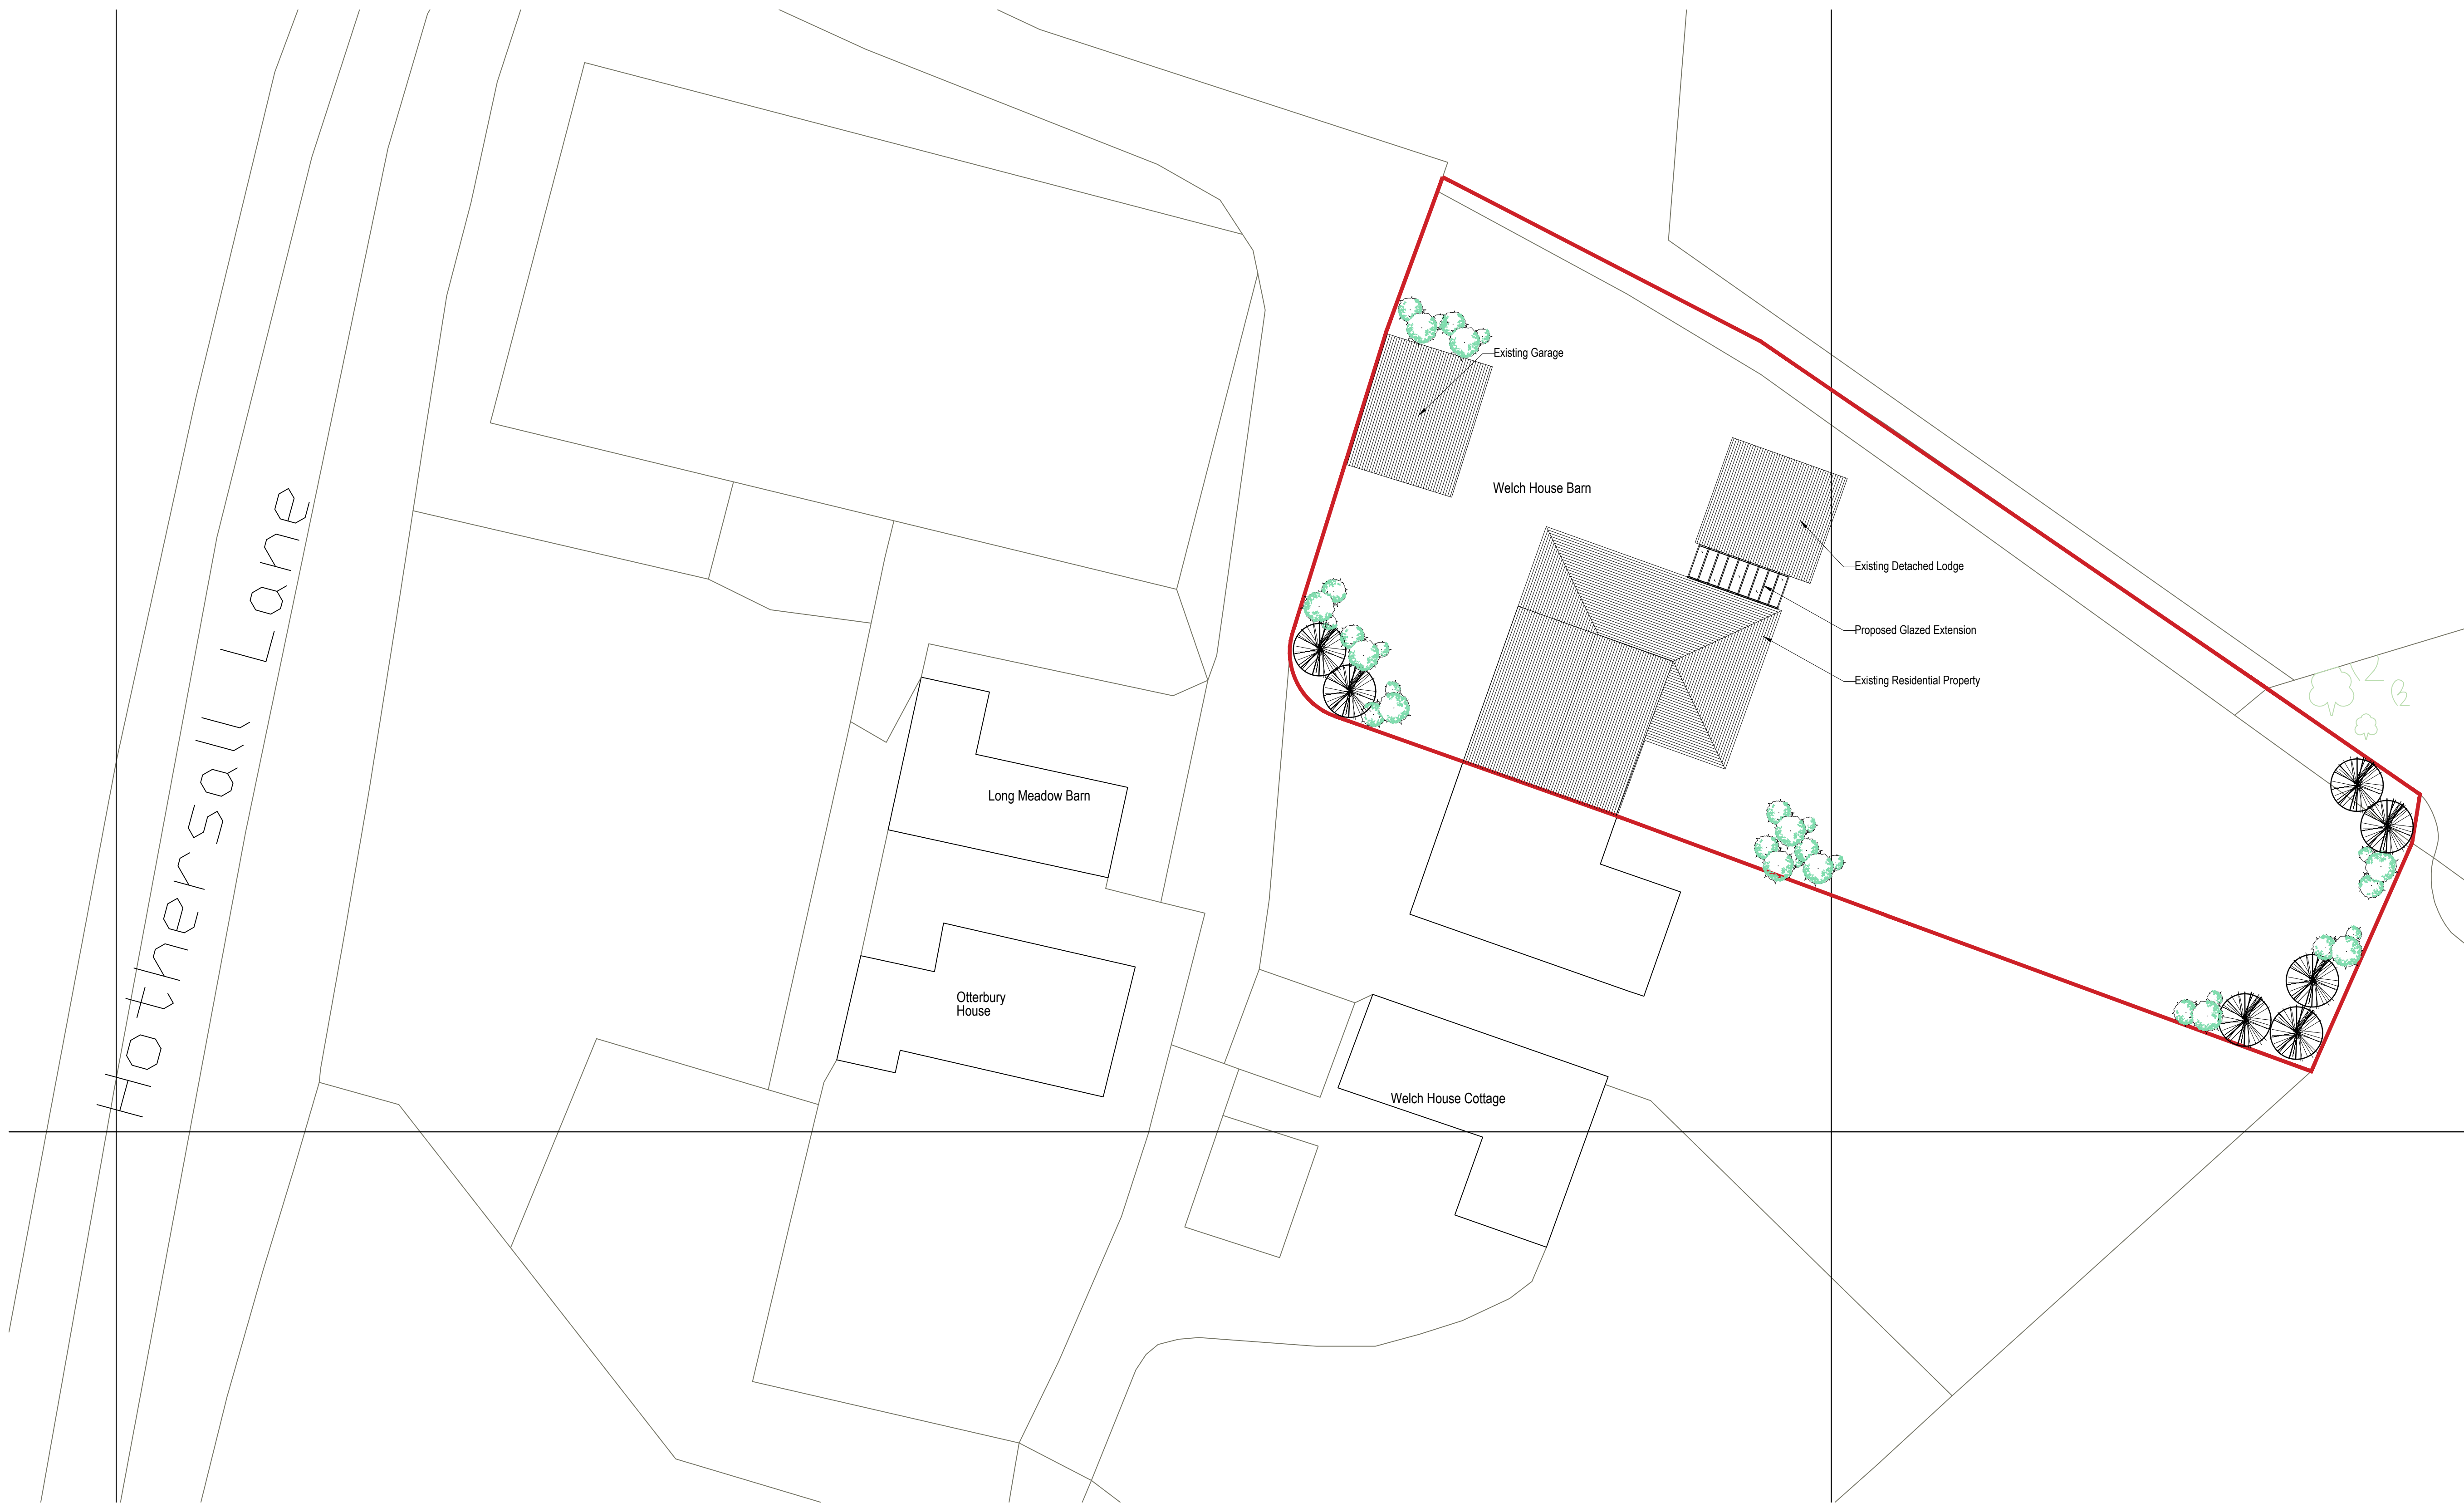 Existing Garage
Welch House Barn
Existing Detached Lodge
Proposed Glazed Extension
Existing Residential Property
Hothersall Lane
Long Meadow Barn
Otterbury
House
Welch House Cottage